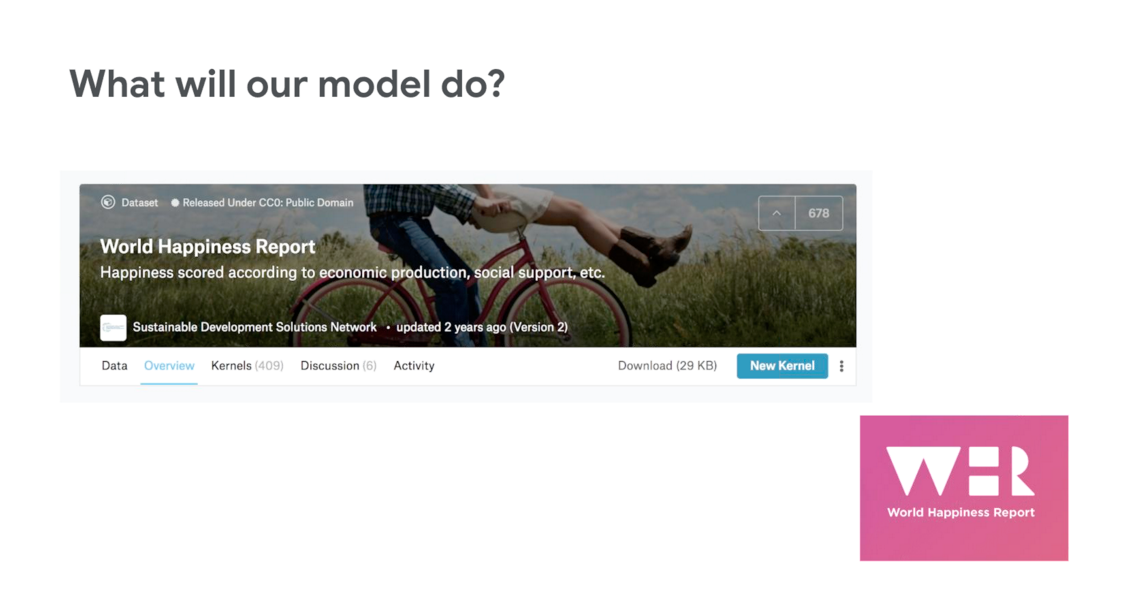 What will our model do?
Dataset
Released Under CC0: Public Domain
678
World Happiness Report
Happiness scored according to economic production, social support, etc.
Sustainable Development Solutions Network • updated 2 years ago (Version 2)
Data
Overview
Kernels (409)
Discussion (6)
Activity
Download (29 KB)
New Kernel
WHR
World Happiness Report